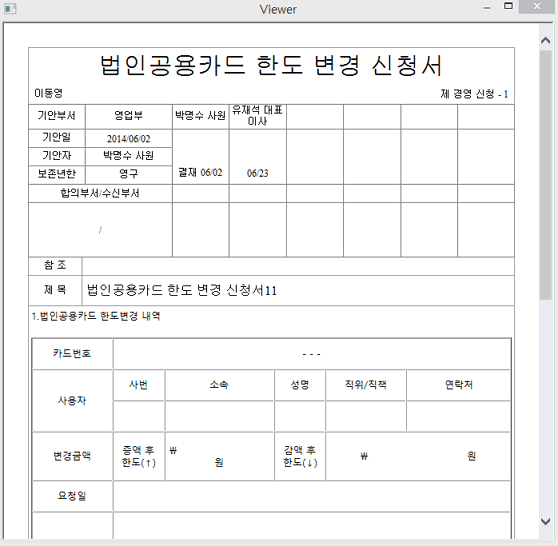 Viewer
법인공용카드 한도 변경 신청서
이동영
제 경영 신청 - 1
기안부서 영업부 박명수 사원 유재석 대표
이사
기안일 2014/06/02
기안자 박명수 사원
보존년한 영구 결재 06/02 06/23
합의부서/수신부서
/
참 조
제 목 법인공용카드 한도 변경 신청서11
1.법인공용카드 한도변경 내역
카드번호 - - -
사용자 사번 소속 성명 직위/직책 연락처
변경금액 증액 후 ₩ 감액 후 ₩ 원
한도(↑) 원 한도(↓)
요청일